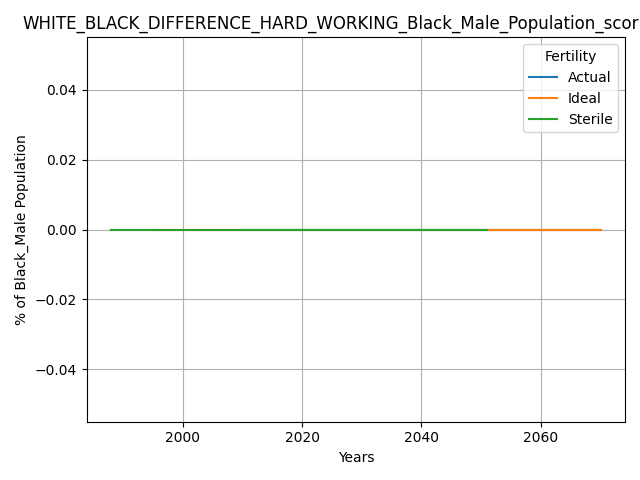 WHITE_BLACK_DIFFERENCE_HARD_WORKING_Black_Male_Population_scor
Fertility
Actual
Ideal
Sterile
0.04
0.02
0.00
−0.02
−0.04
% of Black_Male Population
2000 2020 2040 2060
Years